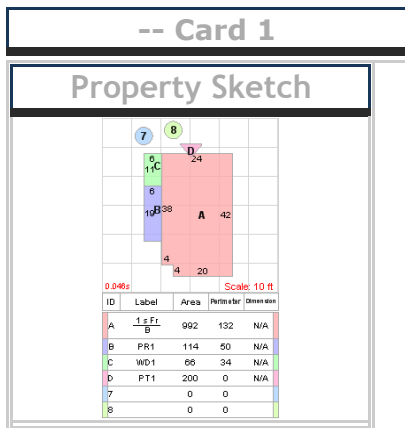 -- Card 1
Property Sketch
8
7
D
6
24
11
C
6
19
B
38
A
42
4
4
20
0.046s
Scale: 10 ft
ID Label Area Perimeter Dimension
A 1 s Fr 992 132 N/A
B
B PR1 114 50 N/A
C WD1 66 34 N/A
D PT1 200 0 N/A
7 0 0
8 0 0